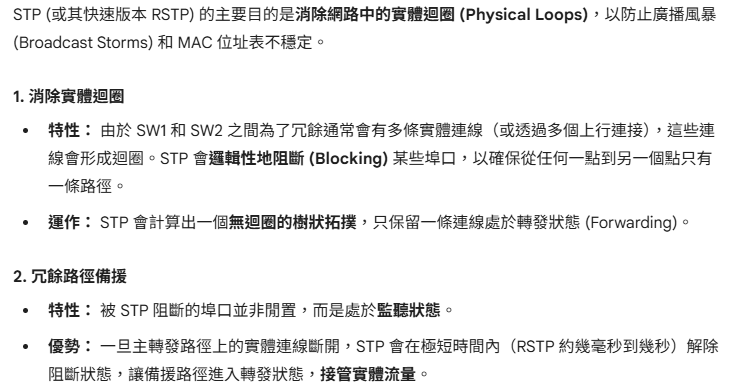 STP (或其快速版本 RSTP) 的主要目的是消除網路中的實體迴圈 (Physical Loops)，以防止廣播風暴
(Broadcast Storms) 和 MAC 位址表不穩定。
1. 消除實體迴圈
• 特性： 由於 SW1 和 SW2 之間為了冗餘通常會有多條實體連線（或透過多個上行連接），這些連
線會形成迴圈。STP 會邏輯性地阻斷 (Blocking) 某些埠口，以確保從任何一點到另一個點只有
一條路徑。
• 運作： STP 會計算出一個無迴圈的樹狀拓撲，只保留一條連線處於轉發狀態 (Forwarding)。
2. 冗餘路徑備援
• 特性： 被 STP 阻斷的埠口並非閒置，而是處於監聽狀態。
• 優勢： 一旦主轉發路徑上的實體連線斷開，STP 會在極短時間內（RSTP 約幾毫秒到幾秒）解除
阻斷狀態，讓備援路徑進入轉發狀態，接管實體流量。